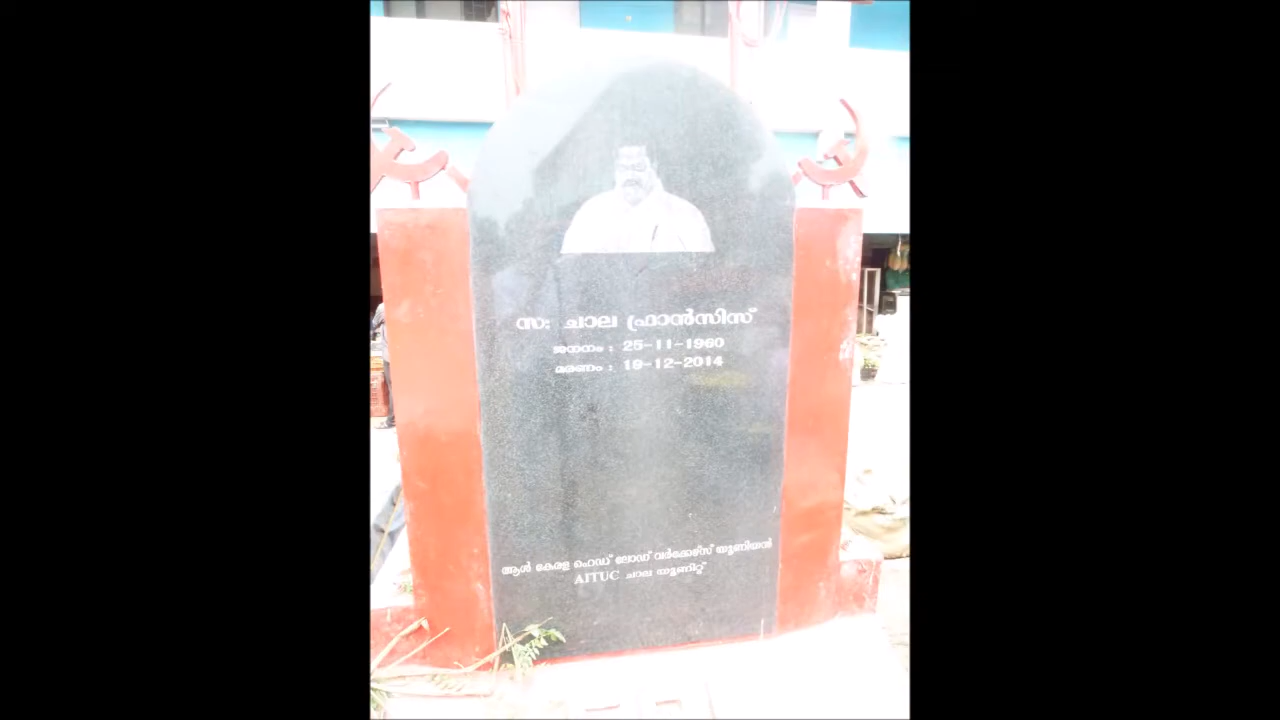 സ: ചാല ഫ്രാൻസിസ്
ജനനം : 25-11-1960
മരണം : 19-12-2014
ആൾ കേരള ഹെഡ് ലോഡ് വർക്കേഴ്സ് യൂണിയൻ
AITUC ചാല യൂണിറ്റ്